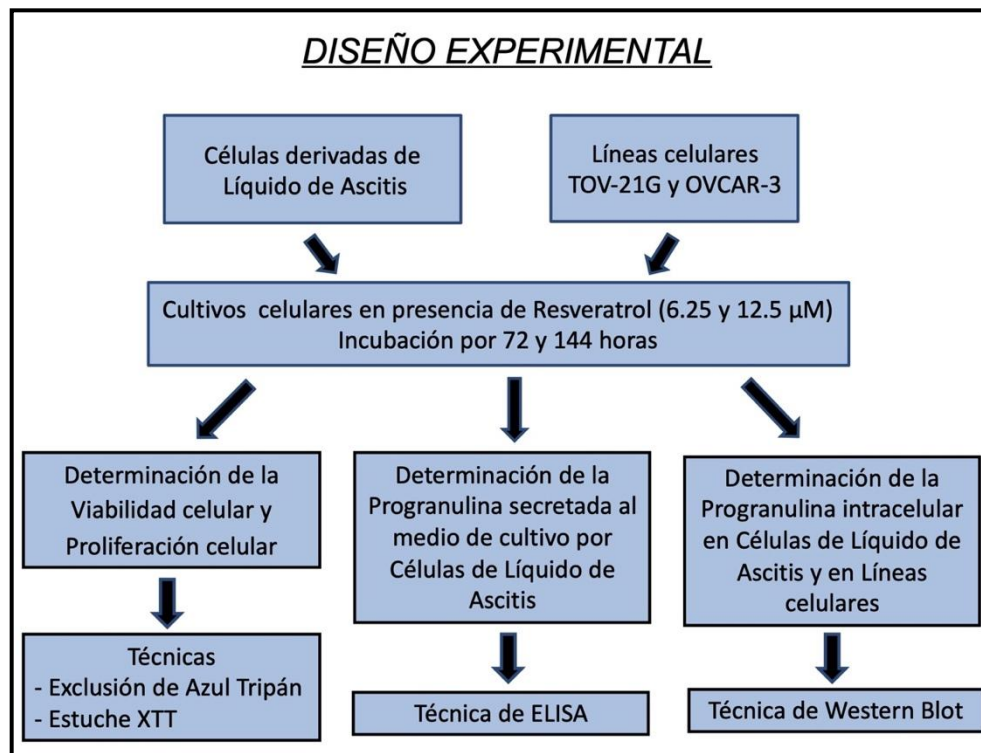 DISEÑO EXPERIMENTAL
Células derivadas de
Líquido de Ascitis
Líneas celulares
TOV-21G y OVCAR-3
Cultivos celulares en presencia de Resveratrol (6.25 y 12.5 µM)
Incubación por 72 y 144 horas
Determinación de la
Viabilidad celular y
Proliferación celular
Determinación de la
Progranulina secretada al
medio de cultivo por
Células de Líquido de
Ascitis
Determinación de la
Progranulina intracelular
en Células de Líquido de
Ascitis y en Líneas
celulares
Técnicas
- Exclusión de Azul Tripán
- Estuche XTT
Técnica de ELISA
Técnica de Western Blot